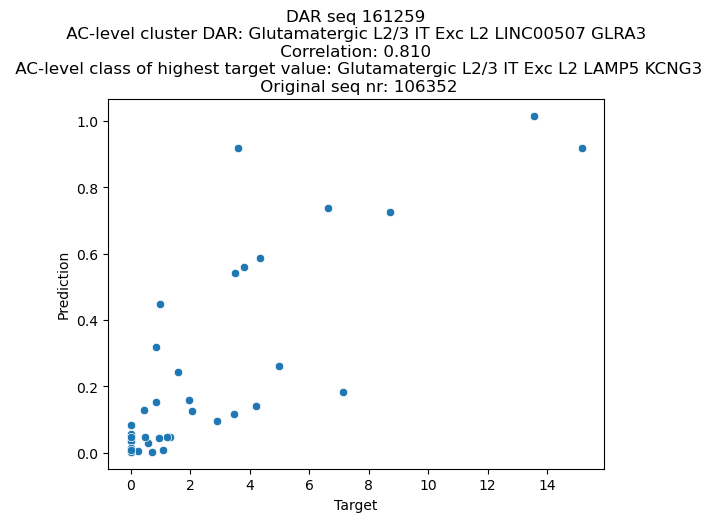 DAR seq 161259
AC-level cluster DAR: Glutamatergic L2/3 IT Exc L2 LINC00507 GLRA3
Correlation: 0.810
AC-level class of highest target value: Glutamatergic L2/3 IT Exc L2 LAMP5 KCNG3
Original seq nr: 106352
1.0
0.8
0.6
0.4
0.2
0.0
Prediction
0 2 4 6 8 10 12 14
Target